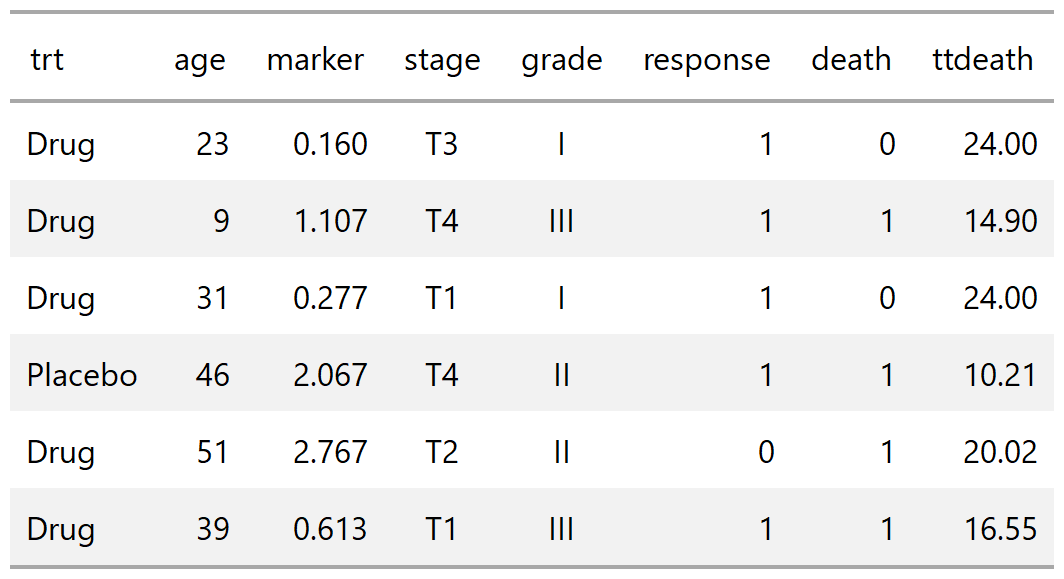 trt age marker stage grade response death ttdeath
Drug 23 0.160 T3 I 1 0 24.00
Drug 9 1.107 T4 III 1 1 14.90
Drug 31 0.277 T1 I 1 0 24.00
Placebo 46 2.067 T4 II 1 1 10.21
Drug 51 2.767 T2 II 0 1 20.02
Drug 39 0.613 T1 III 1 1 16.55